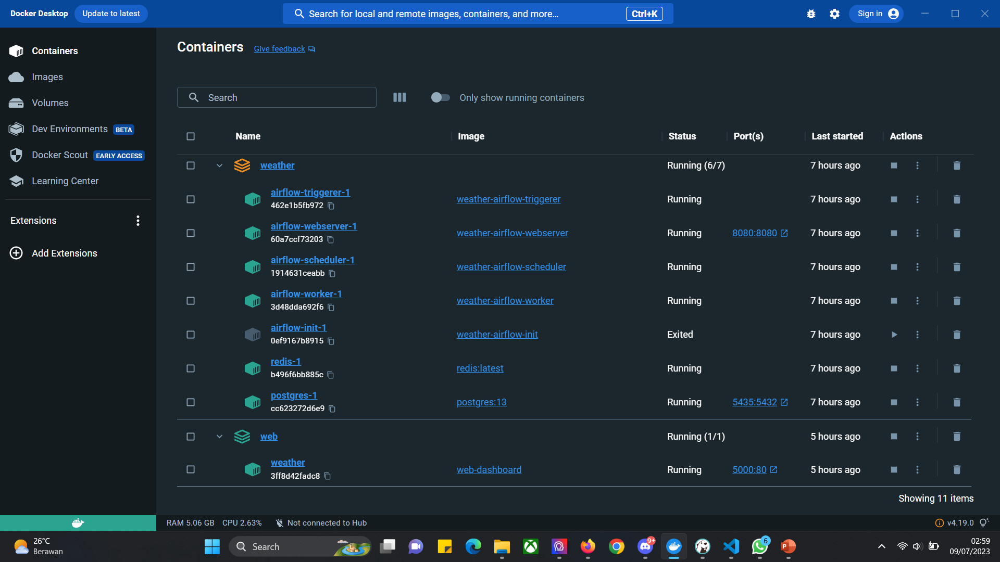 Docker Desktop Update to latest Search for local and remote images, containers, and more... Ctrl+K Sign in
Containers
Images
Volumes
Dev Environments BETA
Docker Scout EARLY ACCESS
Learning Center
Extensions
Add Extensions
Containers Give feedback
Search Only show running containers
Name Image Status Port(s) Last started Actions
weather Running (6/7) 7 hours ago
airflow-triggerer-1
462e1b5fb972 weather-airflow-triggerer Running 7 hours ago
airflow-webserver-1
60a7ccf73203 weather-airflow-webserver Running 8080:8080 7 hours ago
airflow-scheduler-1
1914631ceabb weather-airflow-scheduler Running 7 hours ago
airflow-worker-1
3d48dda692f6 weather-airflow-worker Running 7 hours ago
airflow-init-1
0ef9167b8915 weather-airflow-init Exited 7 hours ago
redis-1
b496f6bb885c redis:latest Running 7 hours ago
postgres-1
cc623272d6e9 postgres:13 Running 5435:5432 7 hours ago
web Running (1/1) 5 hours ago
weather
3ff8d42fadc8 web-dashboard Running 5000:80 5 hours ago
Showing 11 items
RAM 5.06 GB CPU 2.63% Not connected to Hub v4.19.0
26°C
Berawan
Search
9+
6
P
02:59
09/07/2023